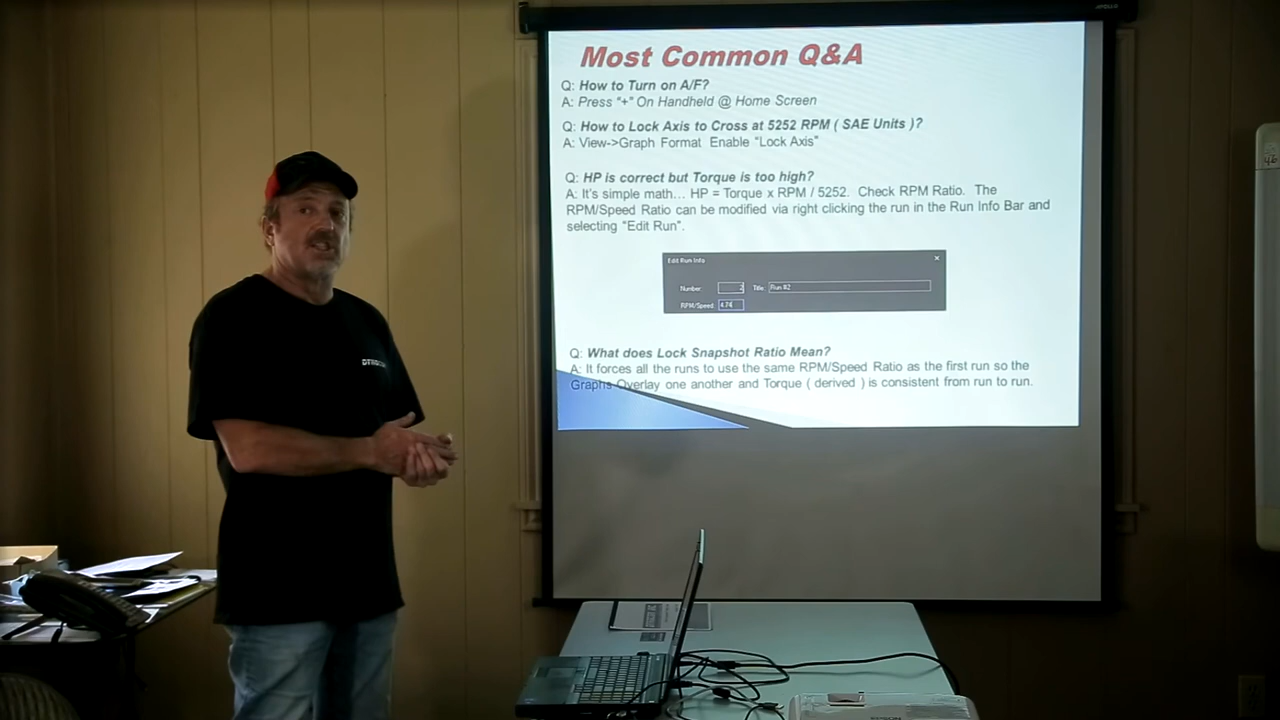 Most Common Q&A
Q: How to Turn on A/F?
A: Press "+" On Handheld @ Home Screen
Q: How to Lock Axis to Cross at 5252 RPM ( SAE Units )?
A: View->Graph Format Enable "Lock Axis"
Q: HP is correct but Torque is too high?
A: It's simple math... HP = Torque x RPM / 5252. Check RPM Ratio. The
RPM/Speed Ratio can be modified via right clicking the run in the Run Info Bar and
selecting "Edit Run".
Edit Run Info
Number: 2 Title: Run #2
RPM/Speed: 4.74
Q: What does Lock Snapshot Ratio Mean?
A: It forces all the runs to use the same RPM/Speed Ratio as the first run so the
Graphs Overlay one another and Torque ( derived ) is consistent from run to run.